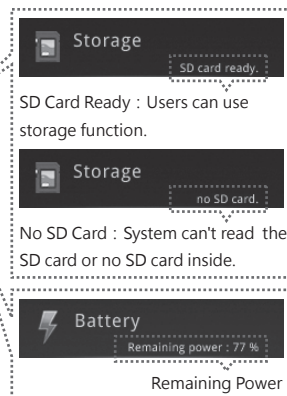 Storage
SD card ready.
SD Card Ready : Users can use
storage function.
Storage
no SD card.
No SD Card : System can't read the
SD card or no SD card inside.
Battery
Remaining power : 77 %
Remaining Power